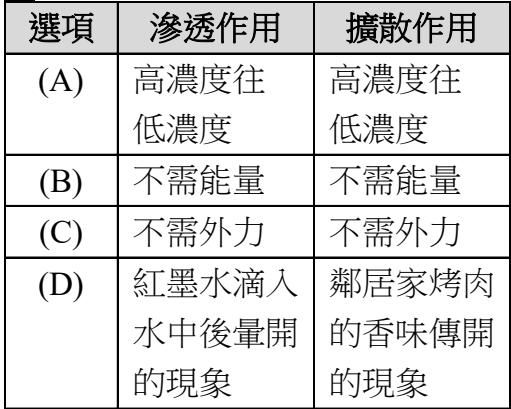 選項 滲透作用 擴散作用
(A) 高濃度往 高濃度往
低濃度 低濃度
(B) 不需能量 不需能量
(C) 不需外力 不需外力
(D) 紅墨水滴入 鄰居家烤肉
水中後暈開 的香味傳開
的現象 的現象